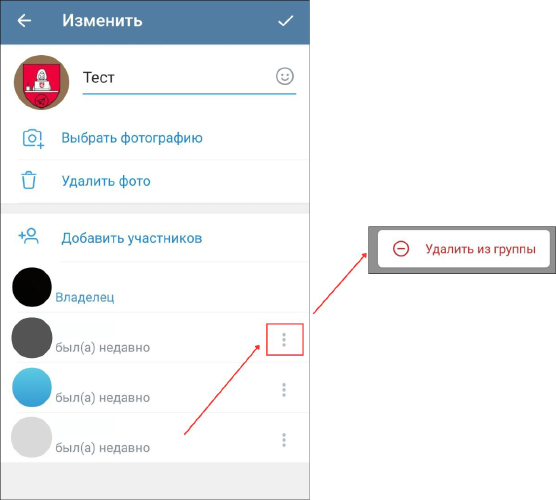 Изменить
Тест
Выбрать фотографию
Удалить фото
Добавить участников
Владелец
был(а) недавно
был(а) недавно
был(а) недавно
Удалить из группы